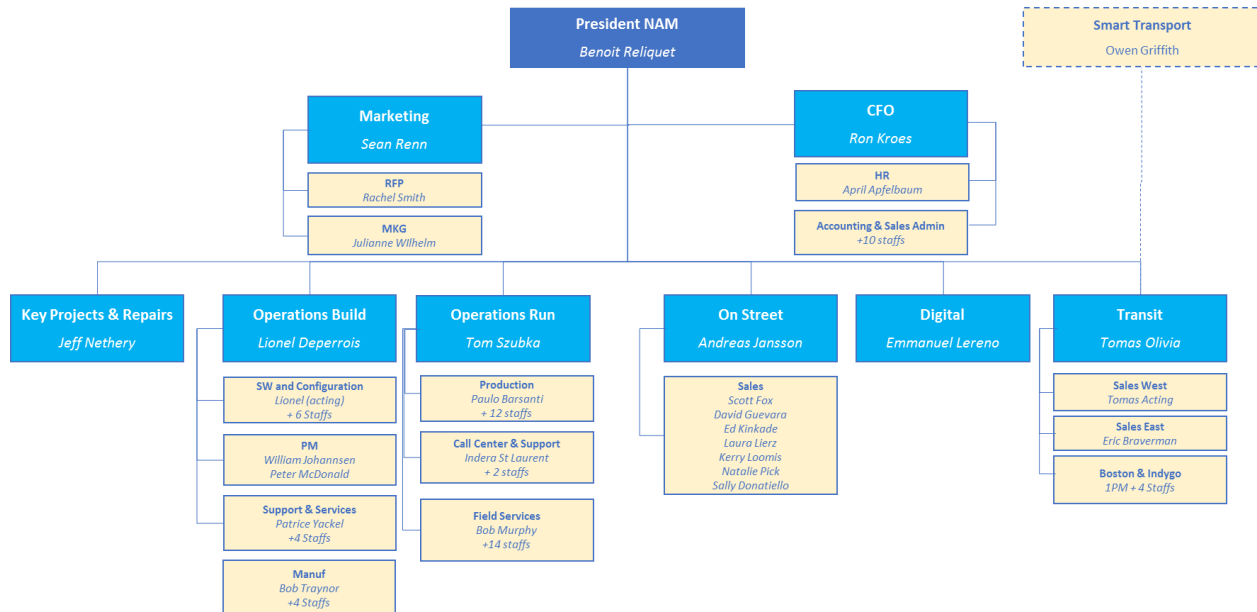 President NAM
Benoit Reliquet
Smart Transport
Owen Griffith
Marketing
Sean Renn
CFO
Ron Kroes
RFP
Rachel Smith
HR
April Apfelbaum
MKG
Julianne WIlhelm
Accounting & Sales Admin
+10 staffs
Key Projects & Repairs
Jeff Nethery
Operations Build
Lionel Deperrois
Operations Run
Tom Szubka
On Street
Andreas Jansson
Digital
Emmanuel Lereno
Transit
Tomas Olivia
SW and Configuration
Lionel (acting)
+ 6 Staffs
PM
William Johannsen
Peter McDonald
Support & Services
Patrice Yackel
+4 Staffs
Manuf
Bob Traynor
+4 Staffs
Production
Paulo Barsanti
+ 12 staffs
Call Center & Support
Indera St Laurent
+ 2 staffs
Field Services
Bob Murphy
+14 staffs
Sales
Scott Fox
David Guevara
Ed Kinkade
Laura Lierz
Kerry Loomis
Natalie Pick
Sally Donatiello
Sales West
Tomas Acting
Sales East
Eric Braverman
Boston & Indygo
1PM + 4 Staffs